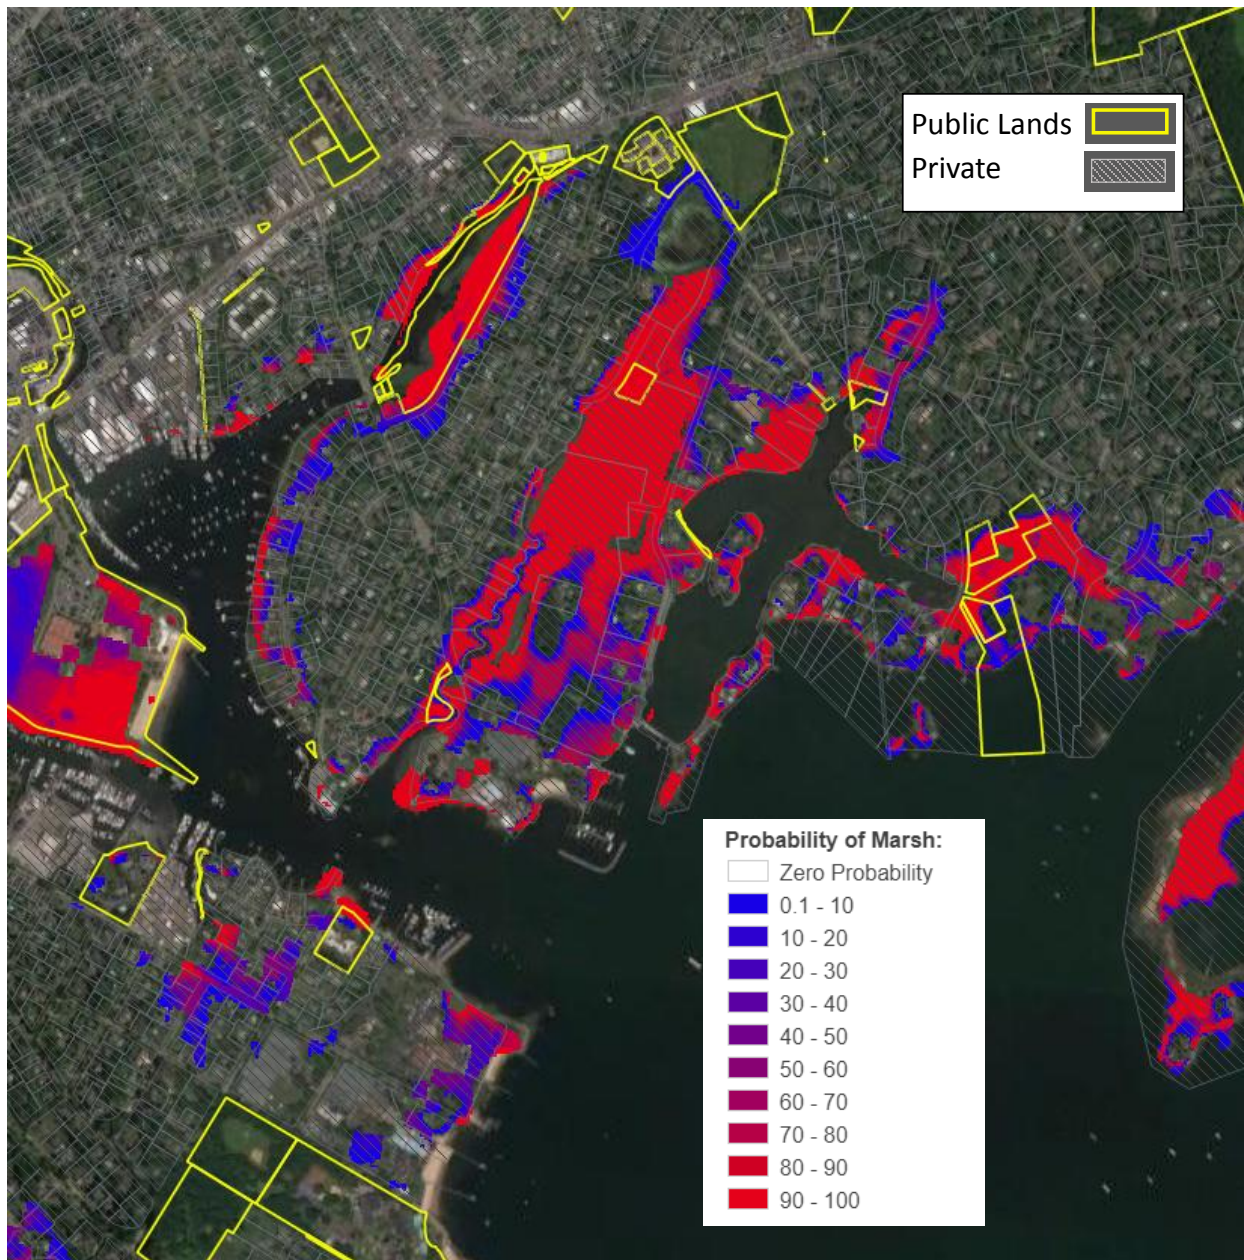 Public Lands
Private
Probability of Marsh:
Zero Probability
0.1 - 10
10 - 20
20 - 30
30 - 40
40 - 50
50 - 60
60 - 70
70 - 80
80 - 90
90 - 100